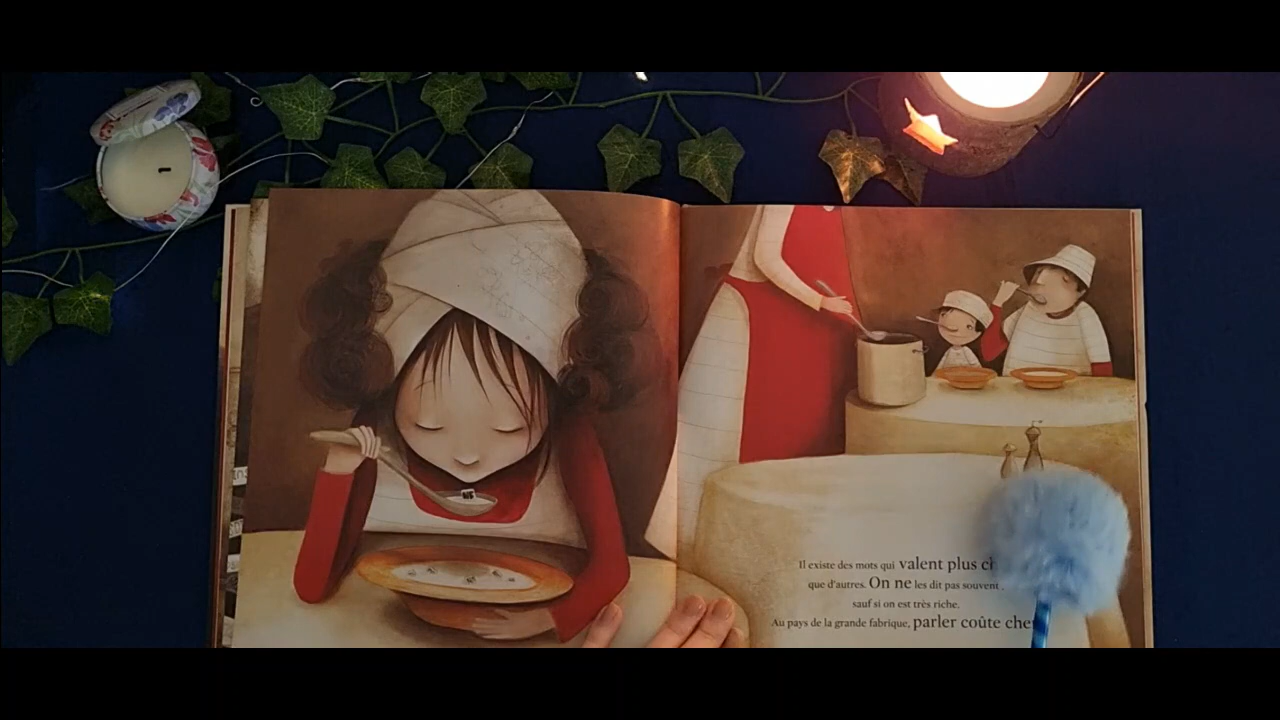 Il existe des mots qui valent plus
que d'autres. On ne les dit pas souvent
sauf si on est très riche.
Au pays de la grande fabrique, parler coûte